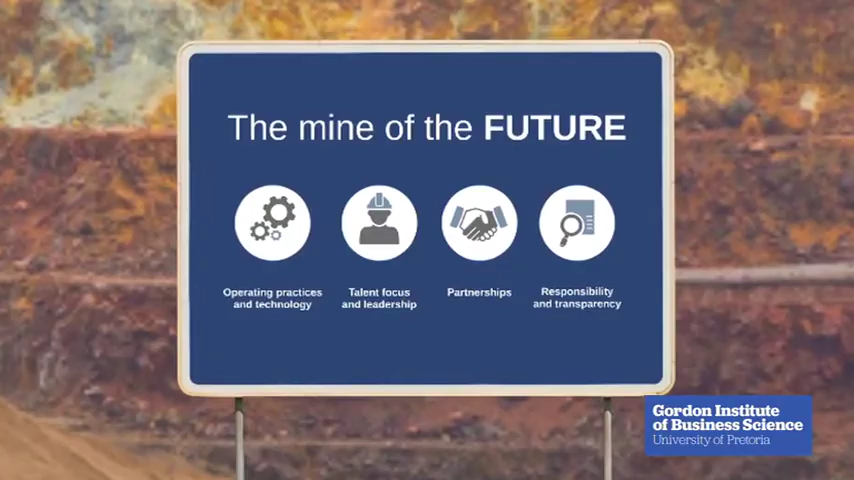 The mine of the FUTURE
Operating practices
and technology
Talent focus
and leadership
Partnerships
Responsibility
and transparency
Gordon Institute
of Business Science
University of Pretoria